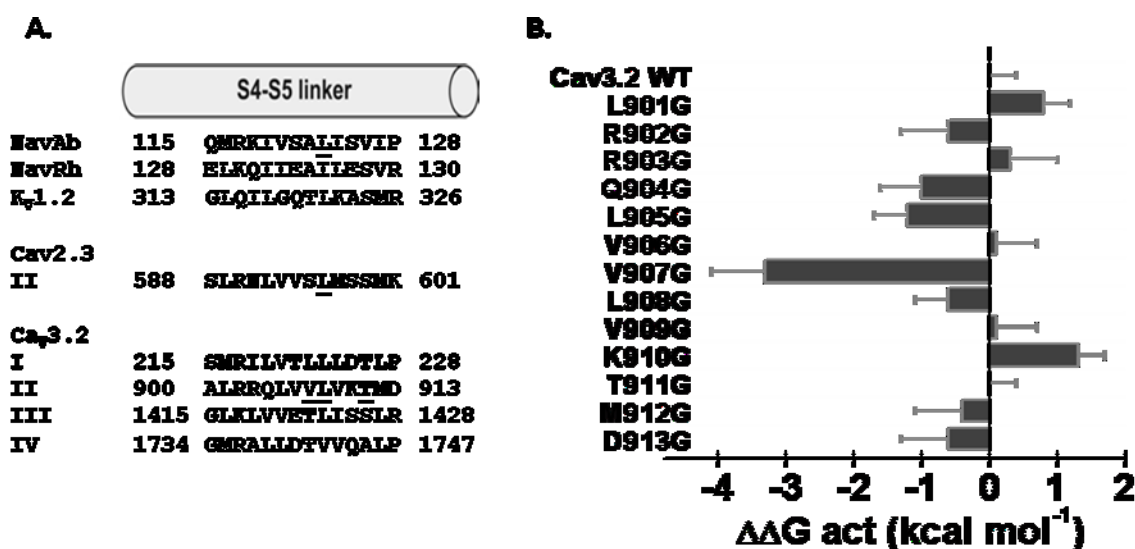 A.
S4-S5 linker
NavAb 115 QMRKIVSALISVIP 128
NavRh 128 ELKQIIEAILESVR 130
Kv1.2 313 GLQILGQTLKASMR 326
Cav2.3
II 588 SLRNLVVSLMSSMK 601
Cav3.2
I 215 SMRILVTLLLDTLP 228
II 900 ALRRQLVVLVKTMD 913
III 1415 GLKLVVETLISSLR 1428
IV 1734 GMRALLDTVVQALP 1747
B.
Cav3.2 WT
L901G
R902G
R903G
Q904G
L905G
V906G
V907G
L908G
V909G
K910G
T911G
M912G
D913G
-4 -3 -2 -1 0 1 2
ΔΔG act (kcal mol⁻¹)